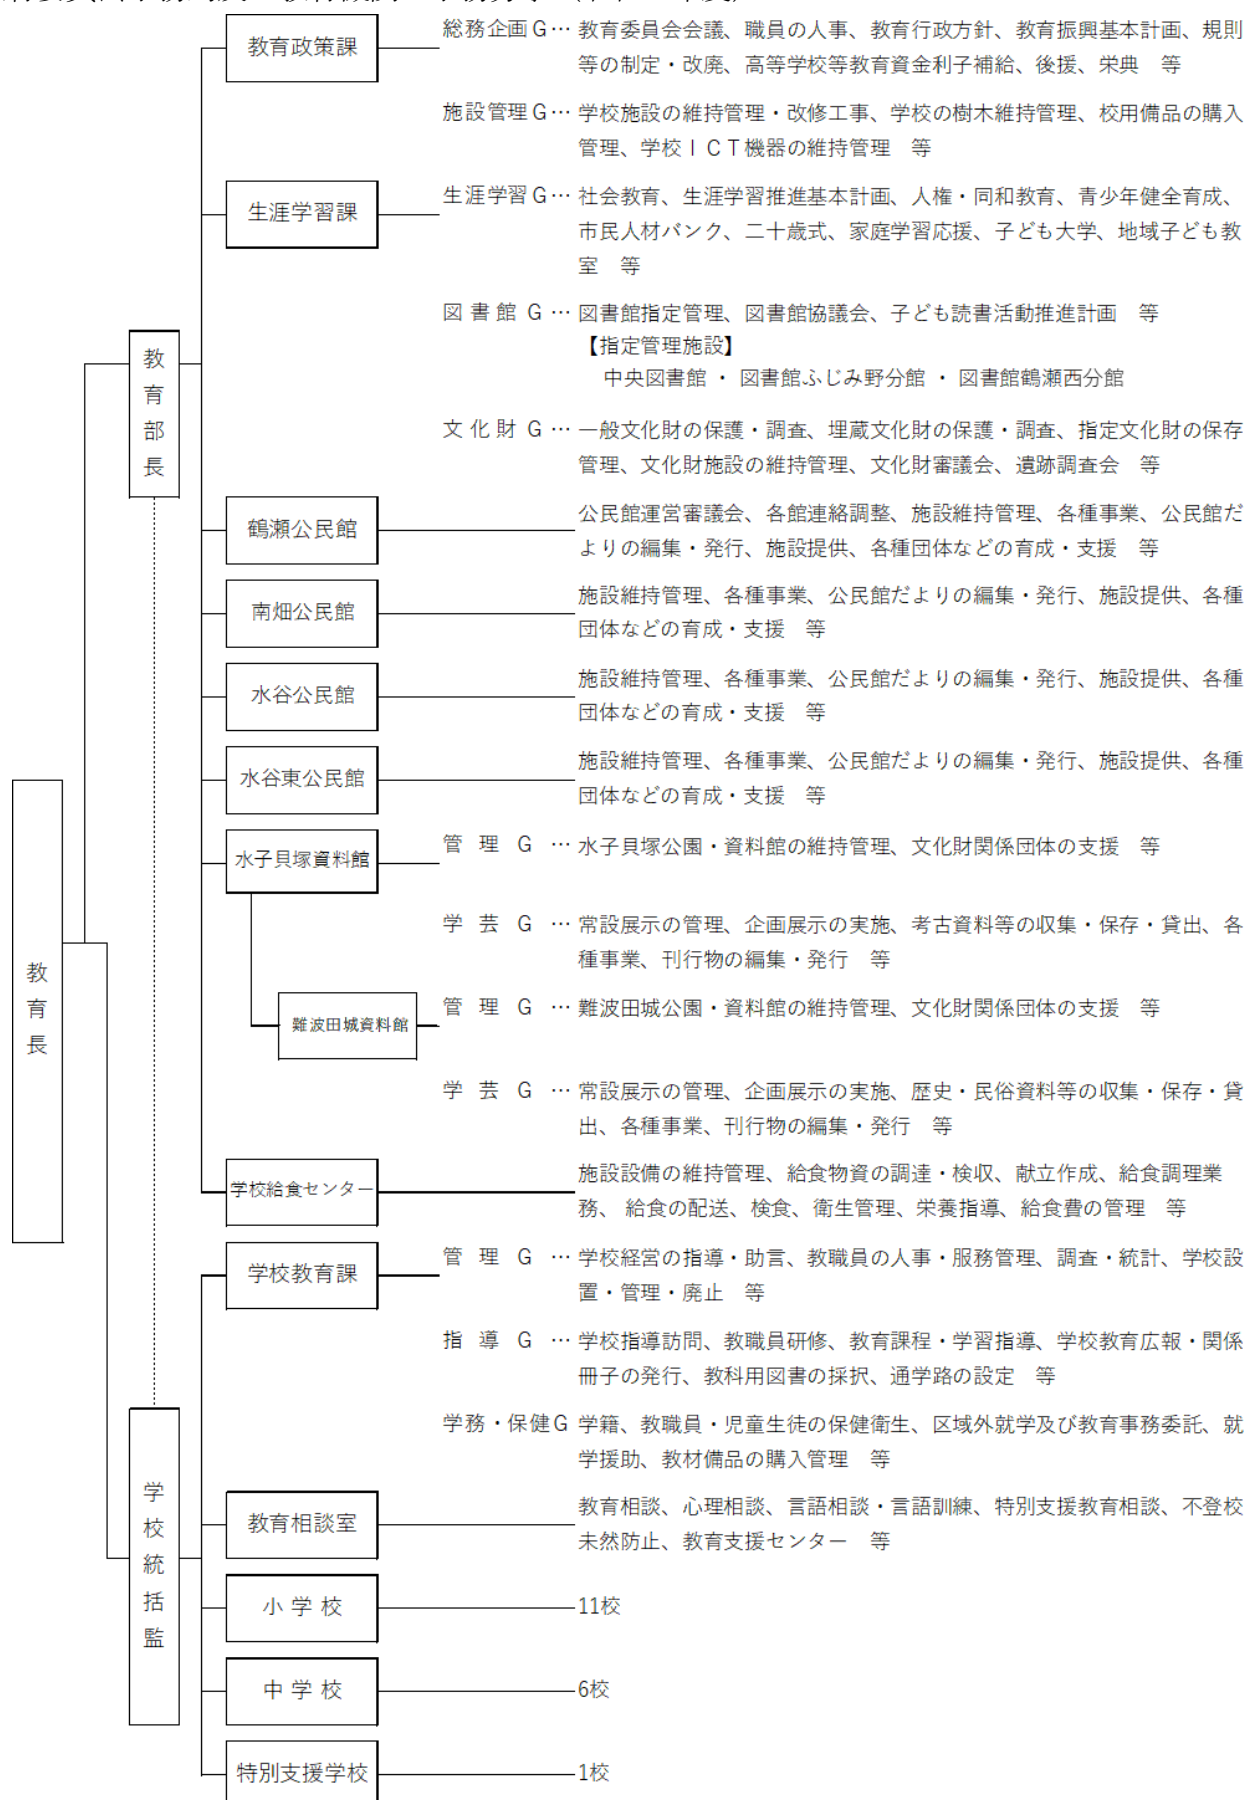 教育政策課
総務企画G… 教育委員会会議、職員の人事、教育行政方針、教育振興基本計画、規則
等の制定・改廃、高等学校等教育資金利子補給、後援、栄典　等
施設管理G… 学校施設の維持管理・改修工事、学校の樹木維持管理、校用備品の購入
管理、学校ＩＣＴ機器の維持管理　等
生涯学習課
生涯学習G… 社会教育、生涯学習推進基本計画、人権・同和教育、青少年健全育成、
市民人材バンク、二十歳式、家庭学習応援、子ども大学、地域子ども教
室　等
図書館G… 図書館指定管理、図書館協議会、子ども読書活動推進計画　等
【指定管理施設】
中央図書館 ・ 図書館ふじみ野分館 ・ 図書館鶴瀬西分館
教育部長
文化財G… 一般文化財の保護・調査、埋蔵文化財の保護・調査、指定文化財の保存
管理、文化財施設の維持管理、文化財審議会、遺跡調査会　等
鶴瀬公民館
公民館運営審議会、各館連絡調整、施設維持管理、各種事業、公民館だ
よりの編集・発行、施設提供、各種団体などの育成・支援　等
南畑公民館
施設維持管理、各種事業、公民館だよりの編集・発行、施設提供、各種
団体などの育成・支援　等
水谷公民館
施設維持管理、各種事業、公民館だよりの編集・発行、施設提供、各種
団体などの育成・支援　等
水谷東公民館
施設維持管理、各種事業、公民館だよりの編集・発行、施設提供、各種
団体などの育成・支援　等
水子貝塚資料館
管理G… 水子貝塚公園・資料館の維持管理、文化財関係団体の支援　等
学芸G… 常設展示の管理、企画展示の実施、考古資料等の収集・保存・貸出、各
種事業、刊行物の編集・発行　等
教育長
難波田城資料館
管理G… 難波田城公園・資料館の維持管理、文化財関係団体の支援　等
学芸G… 常設展示の管理、企画展示の実施、歴史・民俗資料等の収集・保存・貸
出、各種事業、刊行物の編集・発行　等
学校給食センター
施設設備の維持管理、給食物資の調達・検収、献立作成、給食調理業
務、 給食の配送、検食、衛生管理、栄養指導、給食費の管理　等
学校教育課
管理G… 学校経営の指導・助言、教職員の人事・服務管理、調査・統計、学校設
置・管理・廃止　等
指導G… 学校指導訪問、教職員研修、教育課程・学習指導、学校教育広報・関係
冊子の発行、教科用図書の採択、通学路の設定　等
学務・保健G 学籍、教職員・児童生徒の保健衛生、区域外就学及び教育事務委託、就
学援助、教材備品の購入管理　等
学校統括監
教育相談室
教育相談、心理相談、言語相談・言語訓練、特別支援教育相談、不登校
未然防止、教育支援センター　等
小学校
11校
中学校
6校
特別支援学校
1校